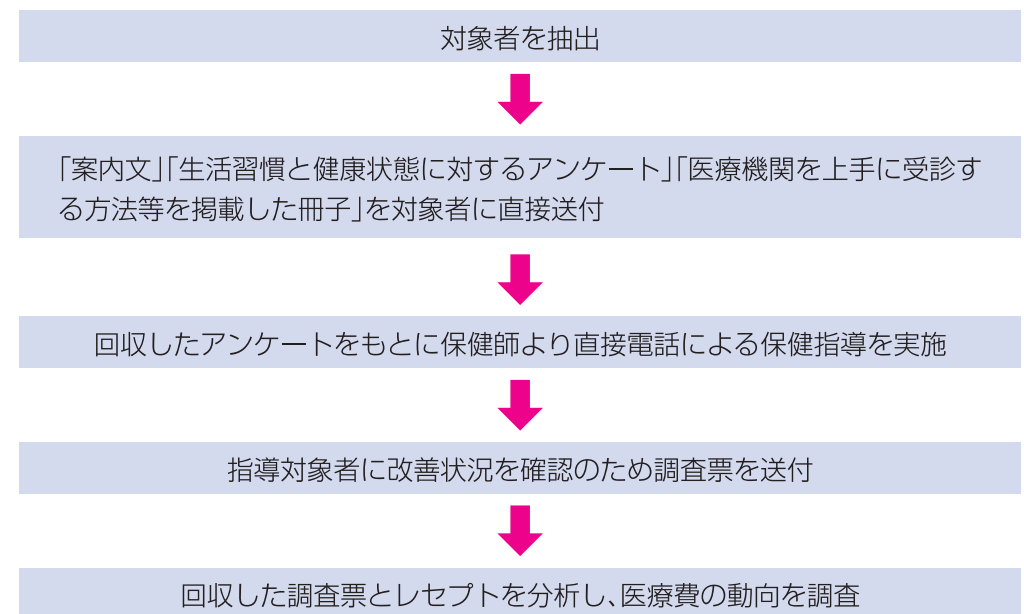 対象者を抽出
「案内文」「生活習慣と健康状態に対するアンケート」「医療機関を上手に受診す
る方法等を掲載した冊子」を対象者に直接送付
回収したアンケートをもとに保健師より直接電話による保健指導を実施
指導対象者に改善状況を確認のため調査票を送付
回収した調査票とレセプトを分析し、医療費の動向を調査